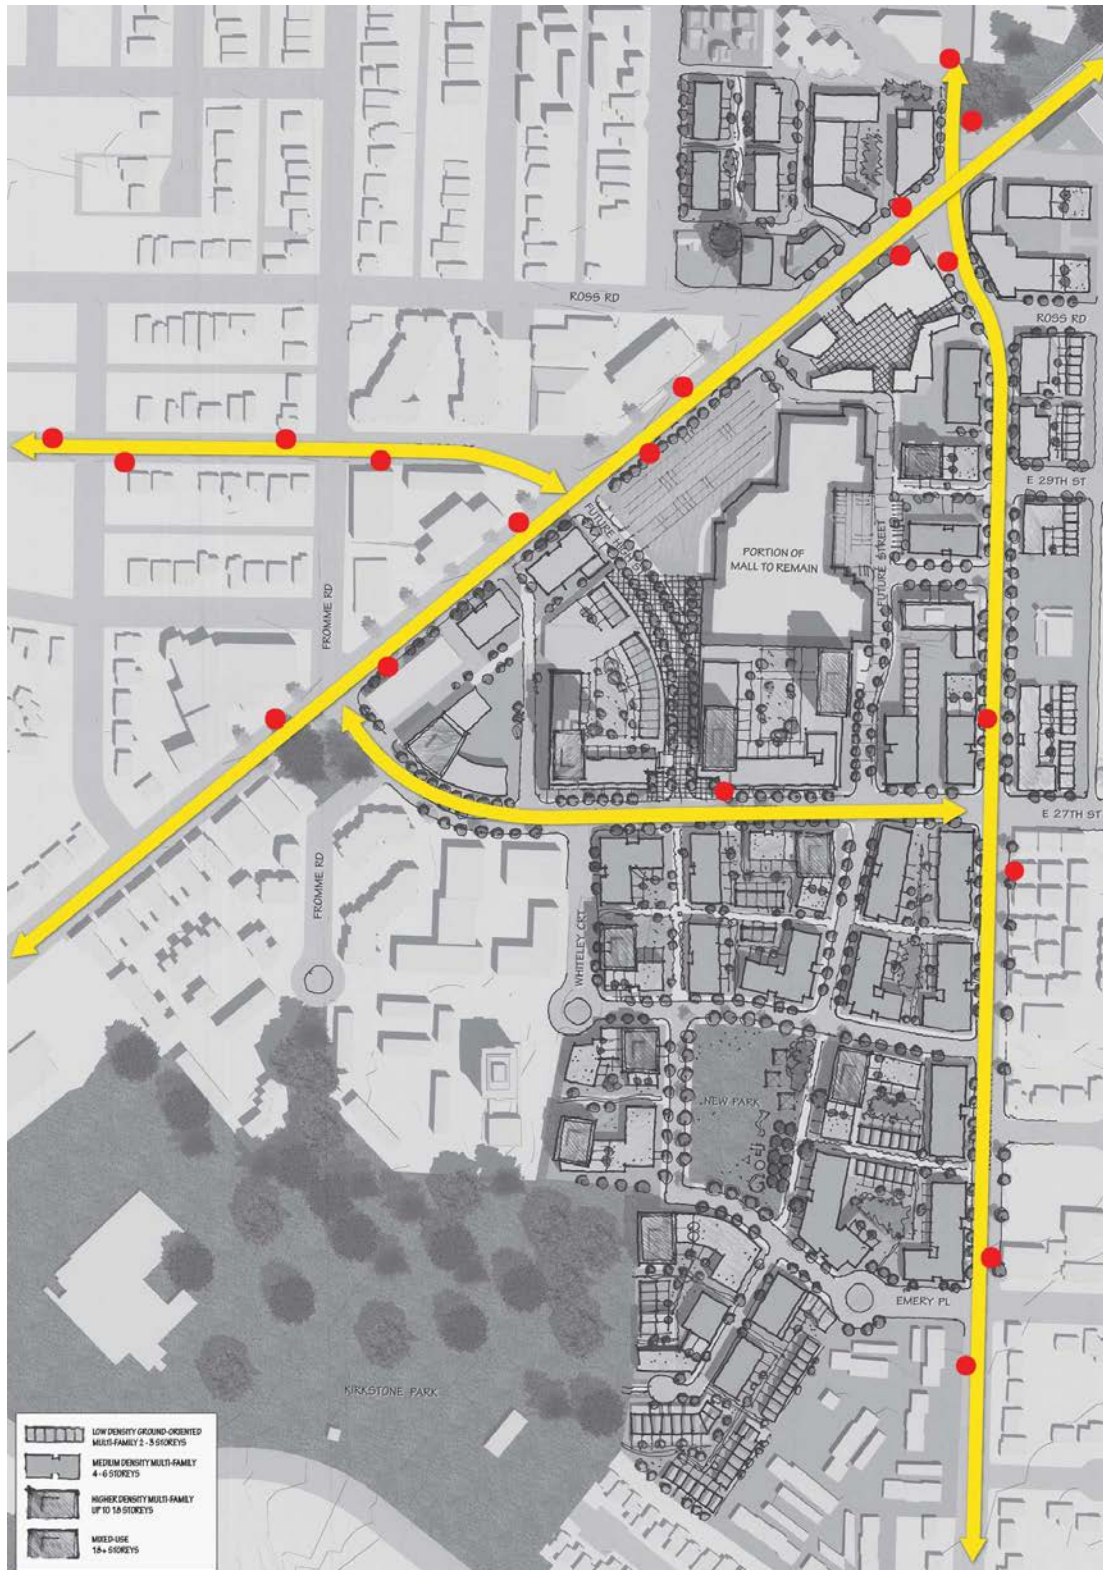 ROSS RD
ROSS RD
E 29TH ST
FUTURE HIGH ST
PORTION OF
MALL TO REMAIN
FUTURE STREET
FROMME RD
E 27TH ST
FROMME RD
WHITELEY CRT
NEW PARK
EMERY PL
KIRKSTONE PARK
LOW DENSITY GROUND-ORIENTED
MULTI-FAMILY 2 - 3 STOREYS
MEDIUM DENSITY MULTI-FAMILY
4 - 6 STOREYS
HIGHER DENSITY MULTI-FAMILY
UP TO 18 STOREYS
MIXED-USE
18+ STOREYS